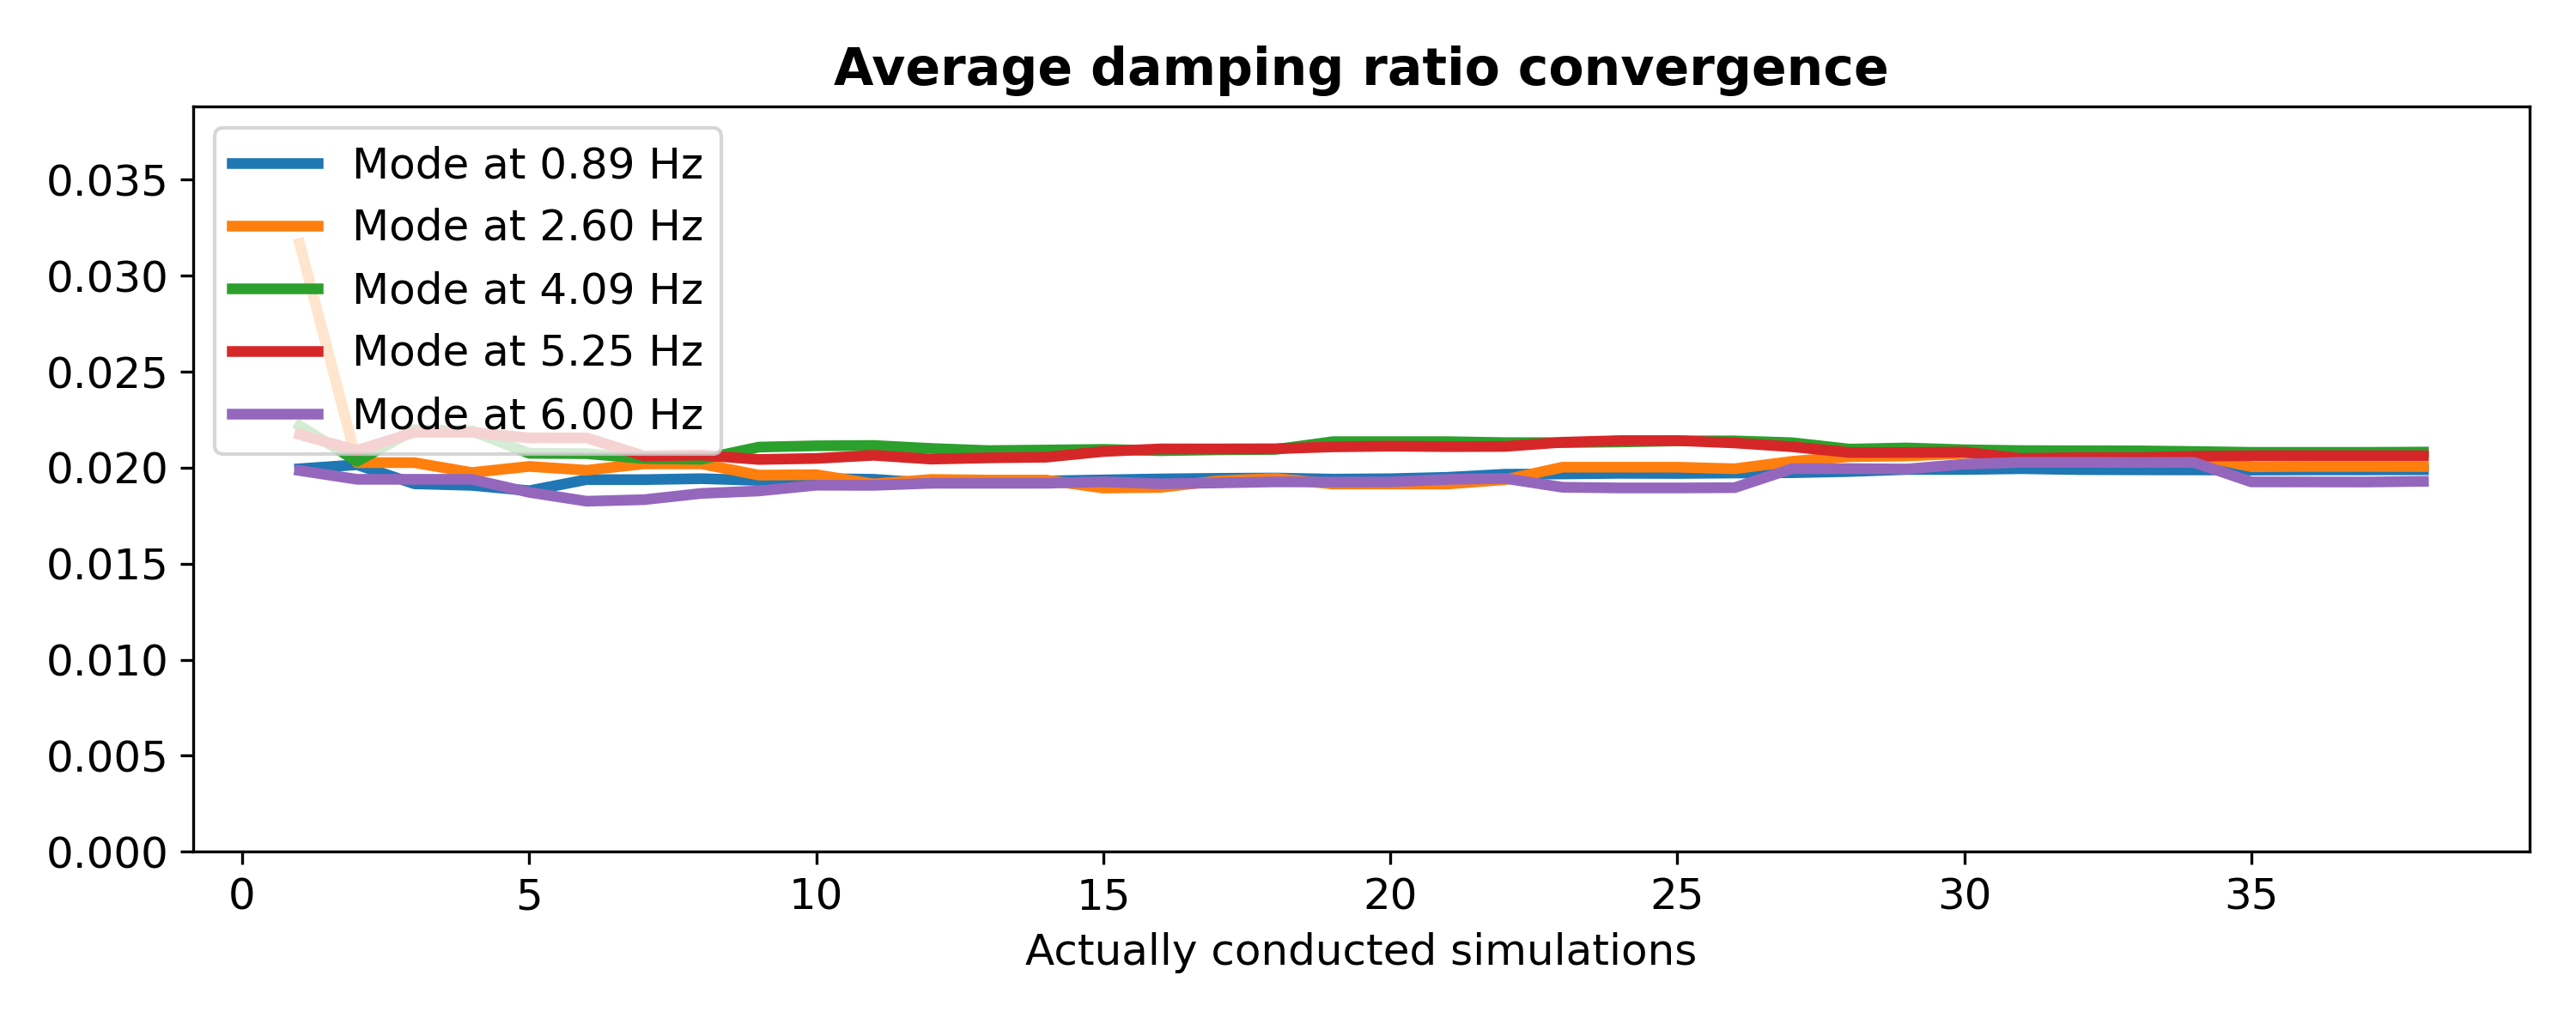 Average damping ratio convergence
Mode at 0.89 Hz
Mode at 2.60 Hz
Mode at 4.09 Hz
Mode at 5.25 Hz
Mode at 6.00 Hz
0.035
0.030
0.025
0.020
0.015
0.010
0.005
0.000
0 5 10 15 20 25 30 35
Actually conducted simulations